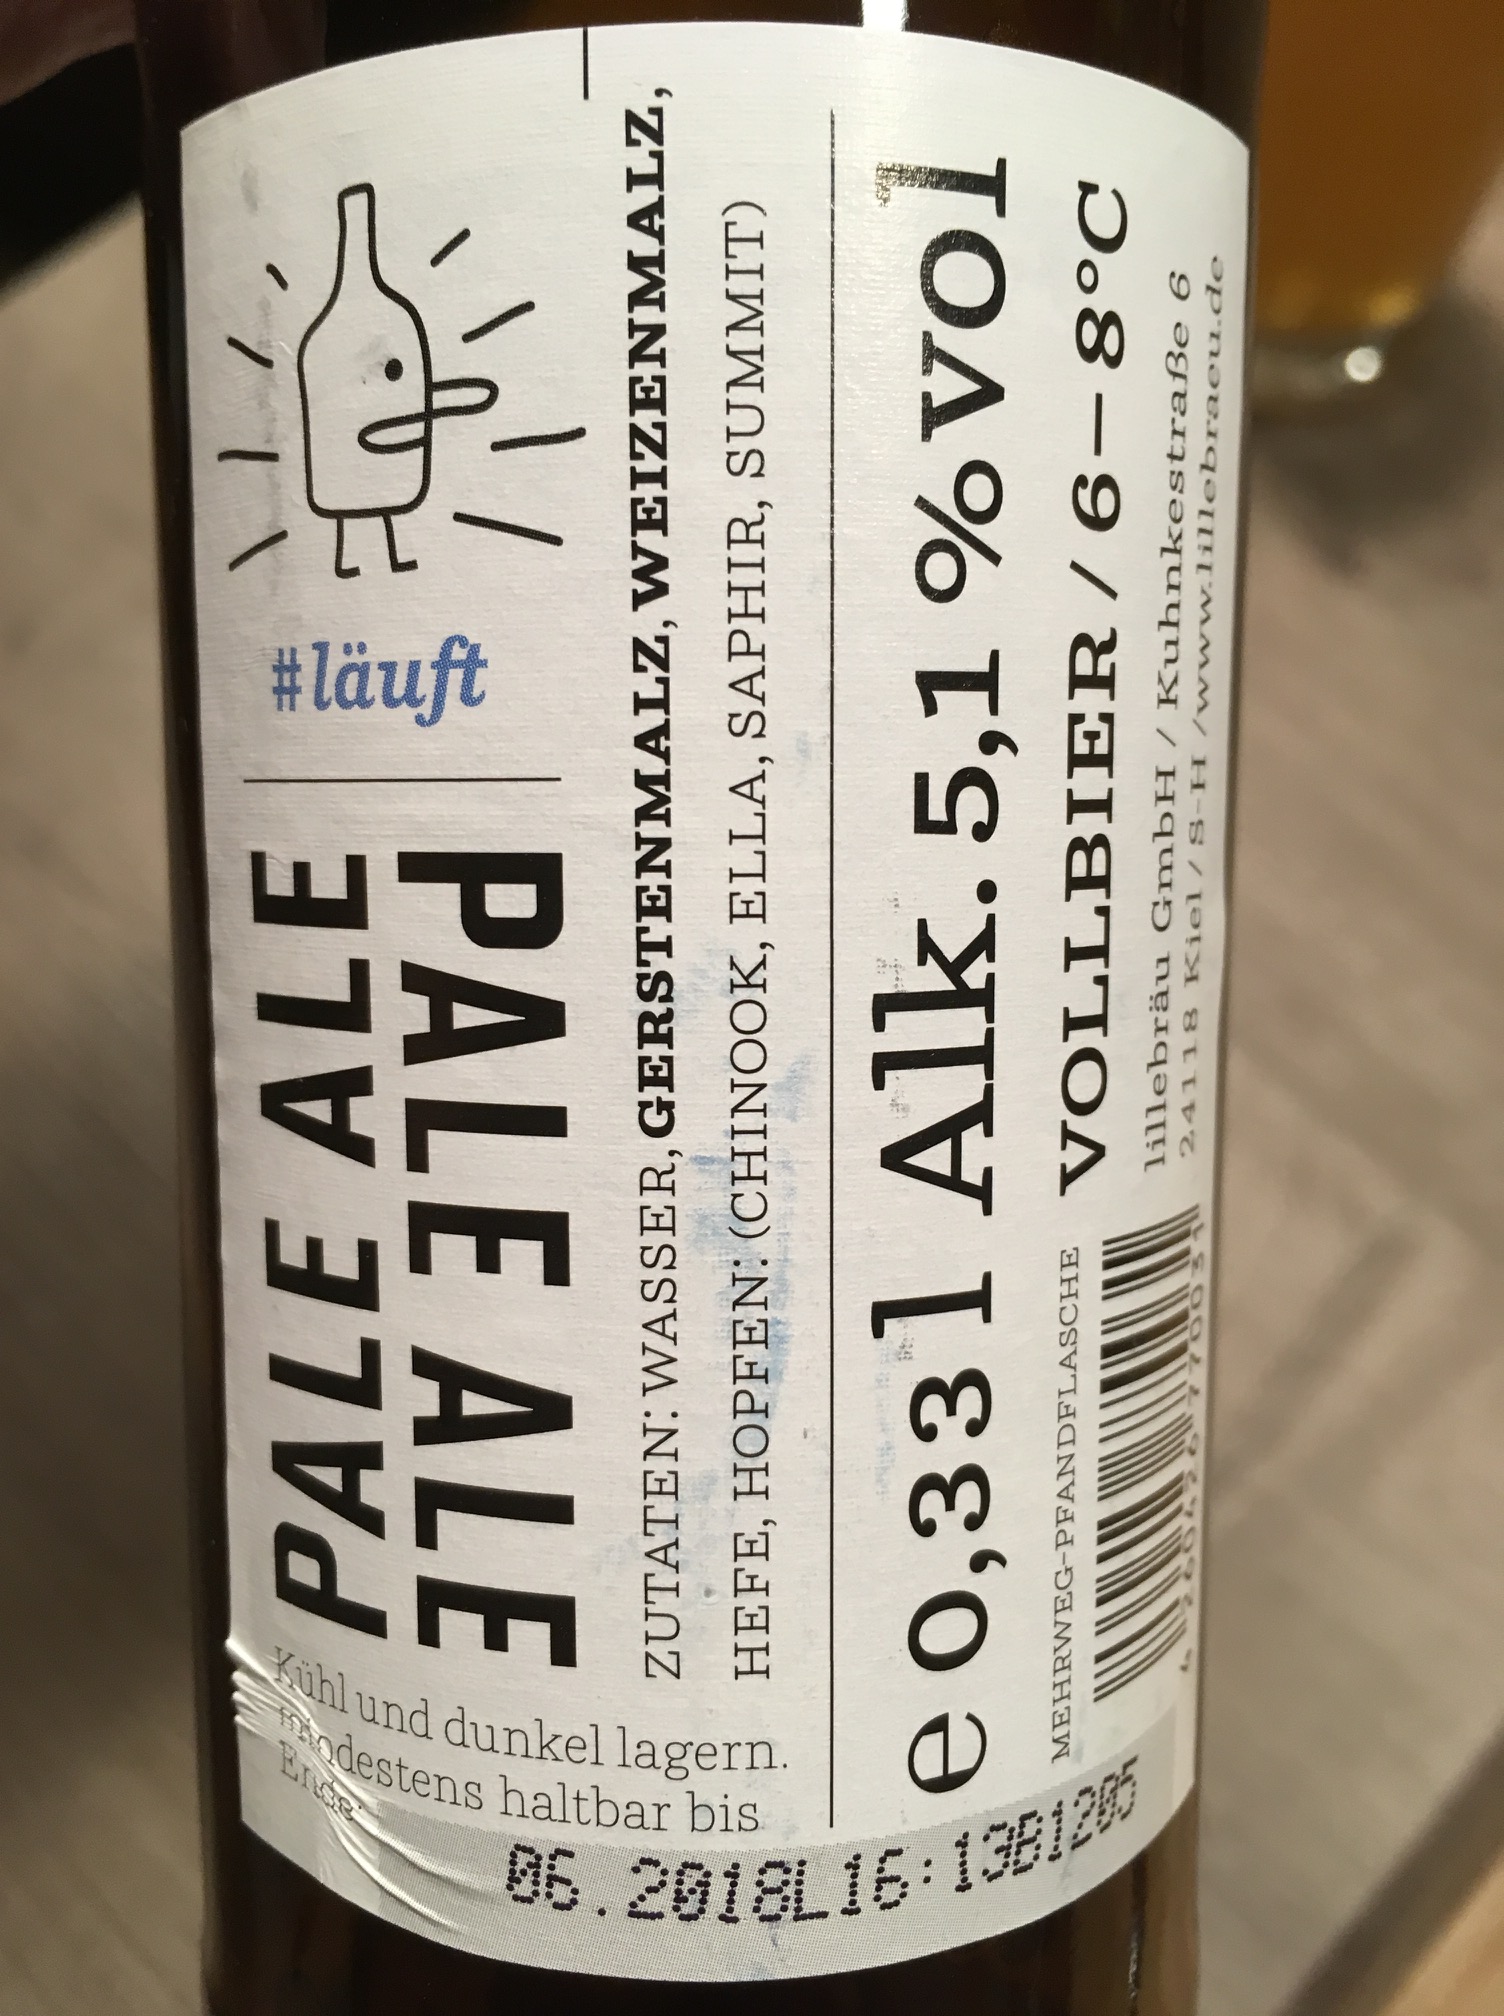 PALE ALE
PALE ALE
#läuft
ZUTATEN: WASSER, GERSTENMALZ, WEIZENMALZ,
HEFE, HOPFEN: (CHINOOK, ELLA, SAPHIR, SUMMIT)
e 0,33 l Alk. 5,1 % vol
MEHRWEG-PFANDFLASCHE
VOLLBIER / 6–8°C
lillebräu GmbH / Kuhnkestraße 6
24118 Kiel / S-H /www.lillebraeu.de
Kühl und dunkel lagern.
mindestens haltbar bis
Ende:
06.2018L16:13